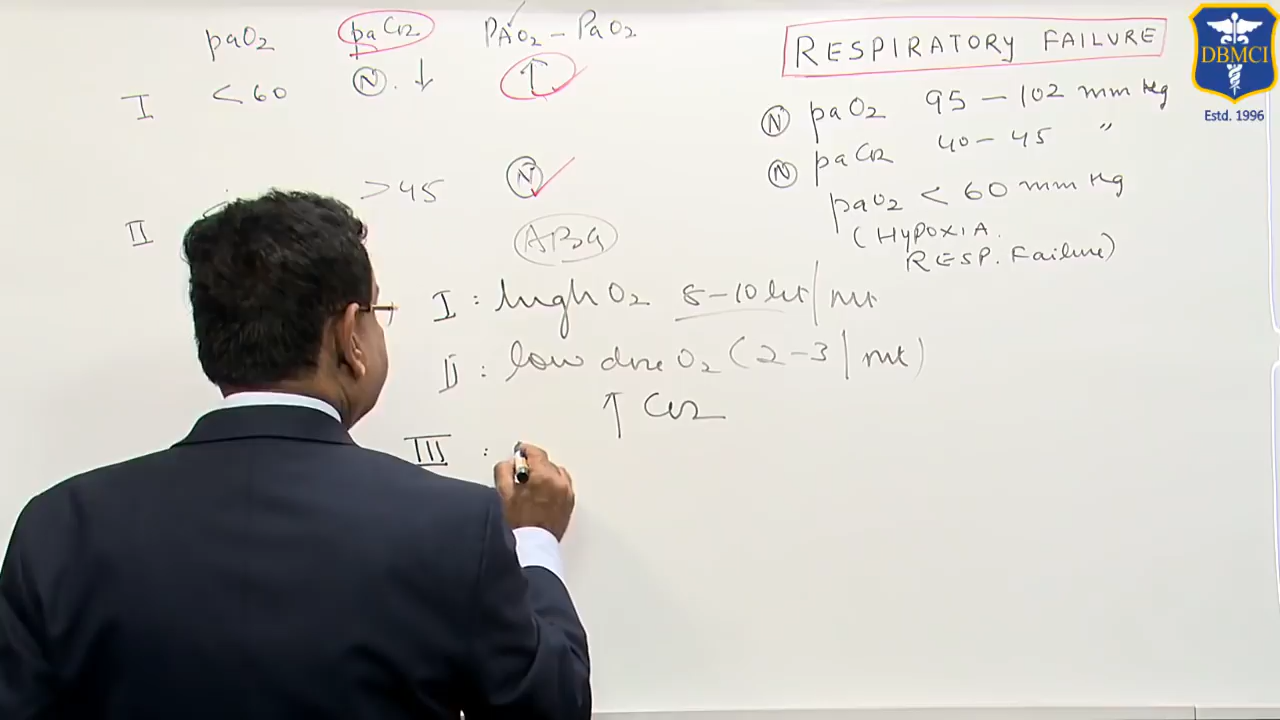 paO2 paCO2 PAO2 – PaO2
I <60 N . ↓ ↑
II >45 N
ABG
I : high O2 8–10 lit/mt
II : low dose O2 (2–3/mt)
↑ CO2
III :
RESPIRATORY FAILURE
N paO2 95 – 102 mm Hg
N paCO2 40 – 45 "
paO2 < 60 mm Hg
(HYPOXIA.
RESP. Failure)
DBMCI
Estd. 1996